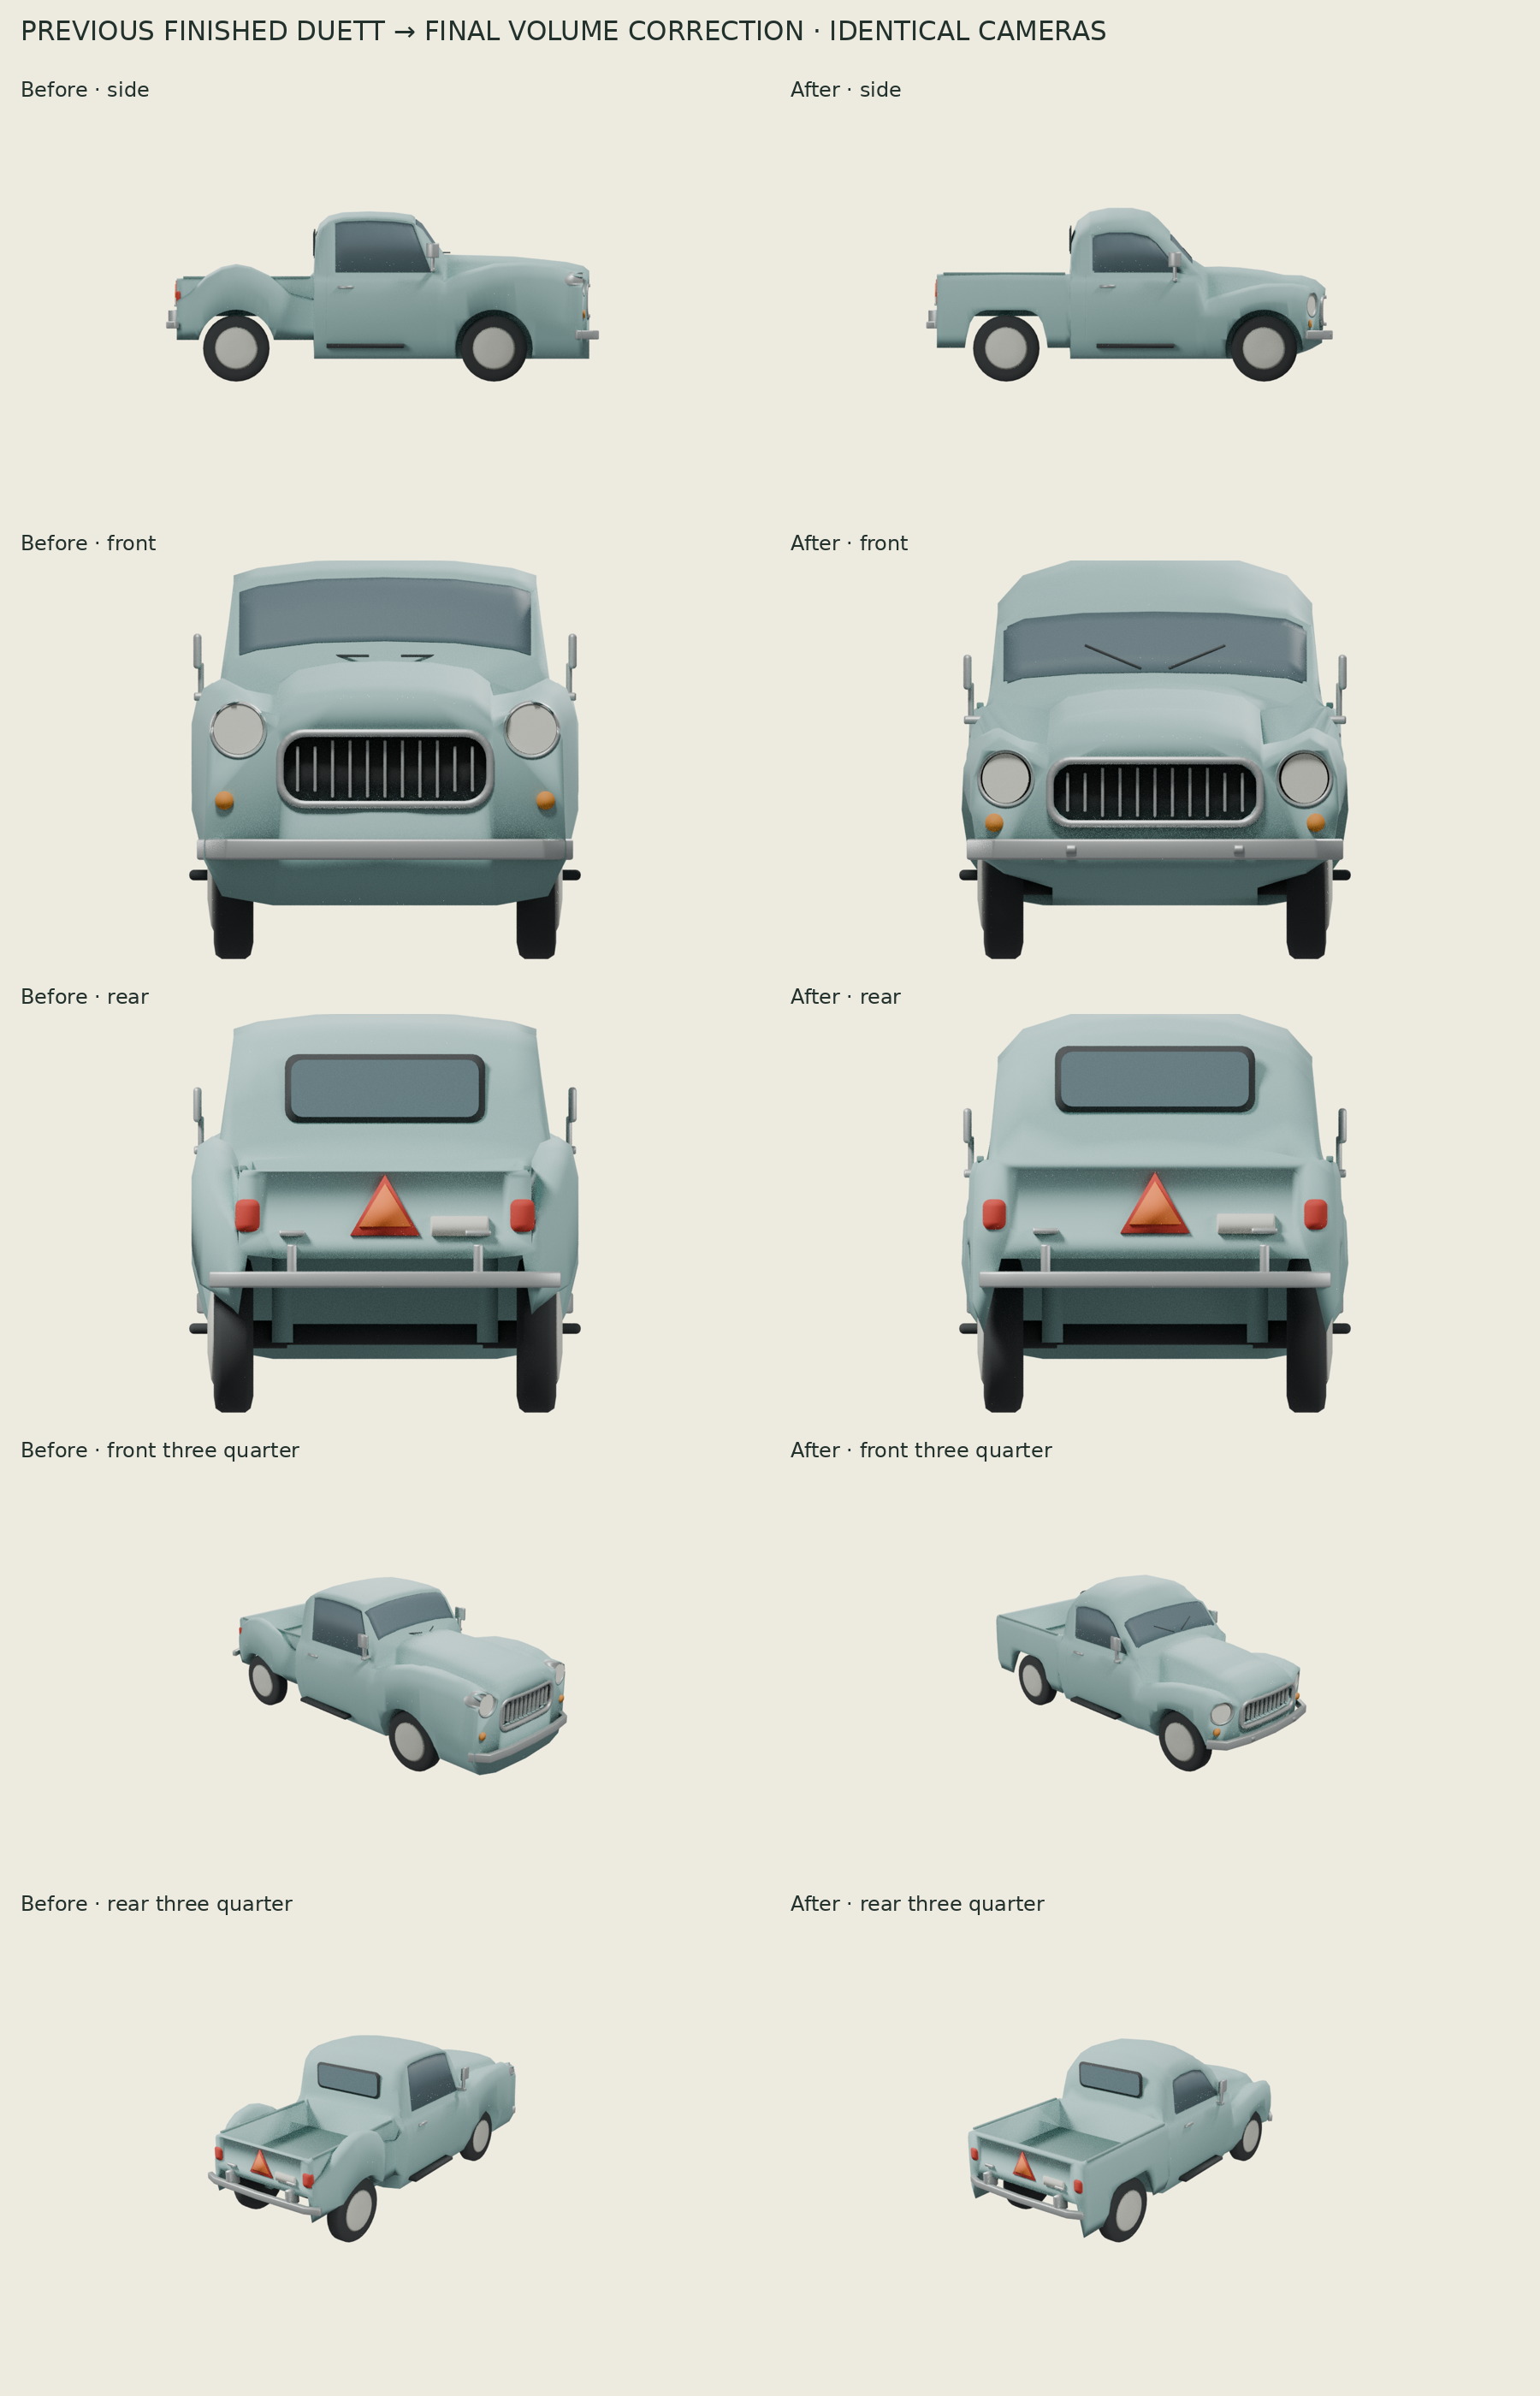 PREVIOUS FINISHED DUETT → FINAL VOLUME CORRECTION · IDENTICAL CAMERAS
Before · side
After · side
Before · front
After · front
Before · rear
After · rear
Before · front three quarter
After · front three quarter
Before · rear three quarter
After · rear three quarter